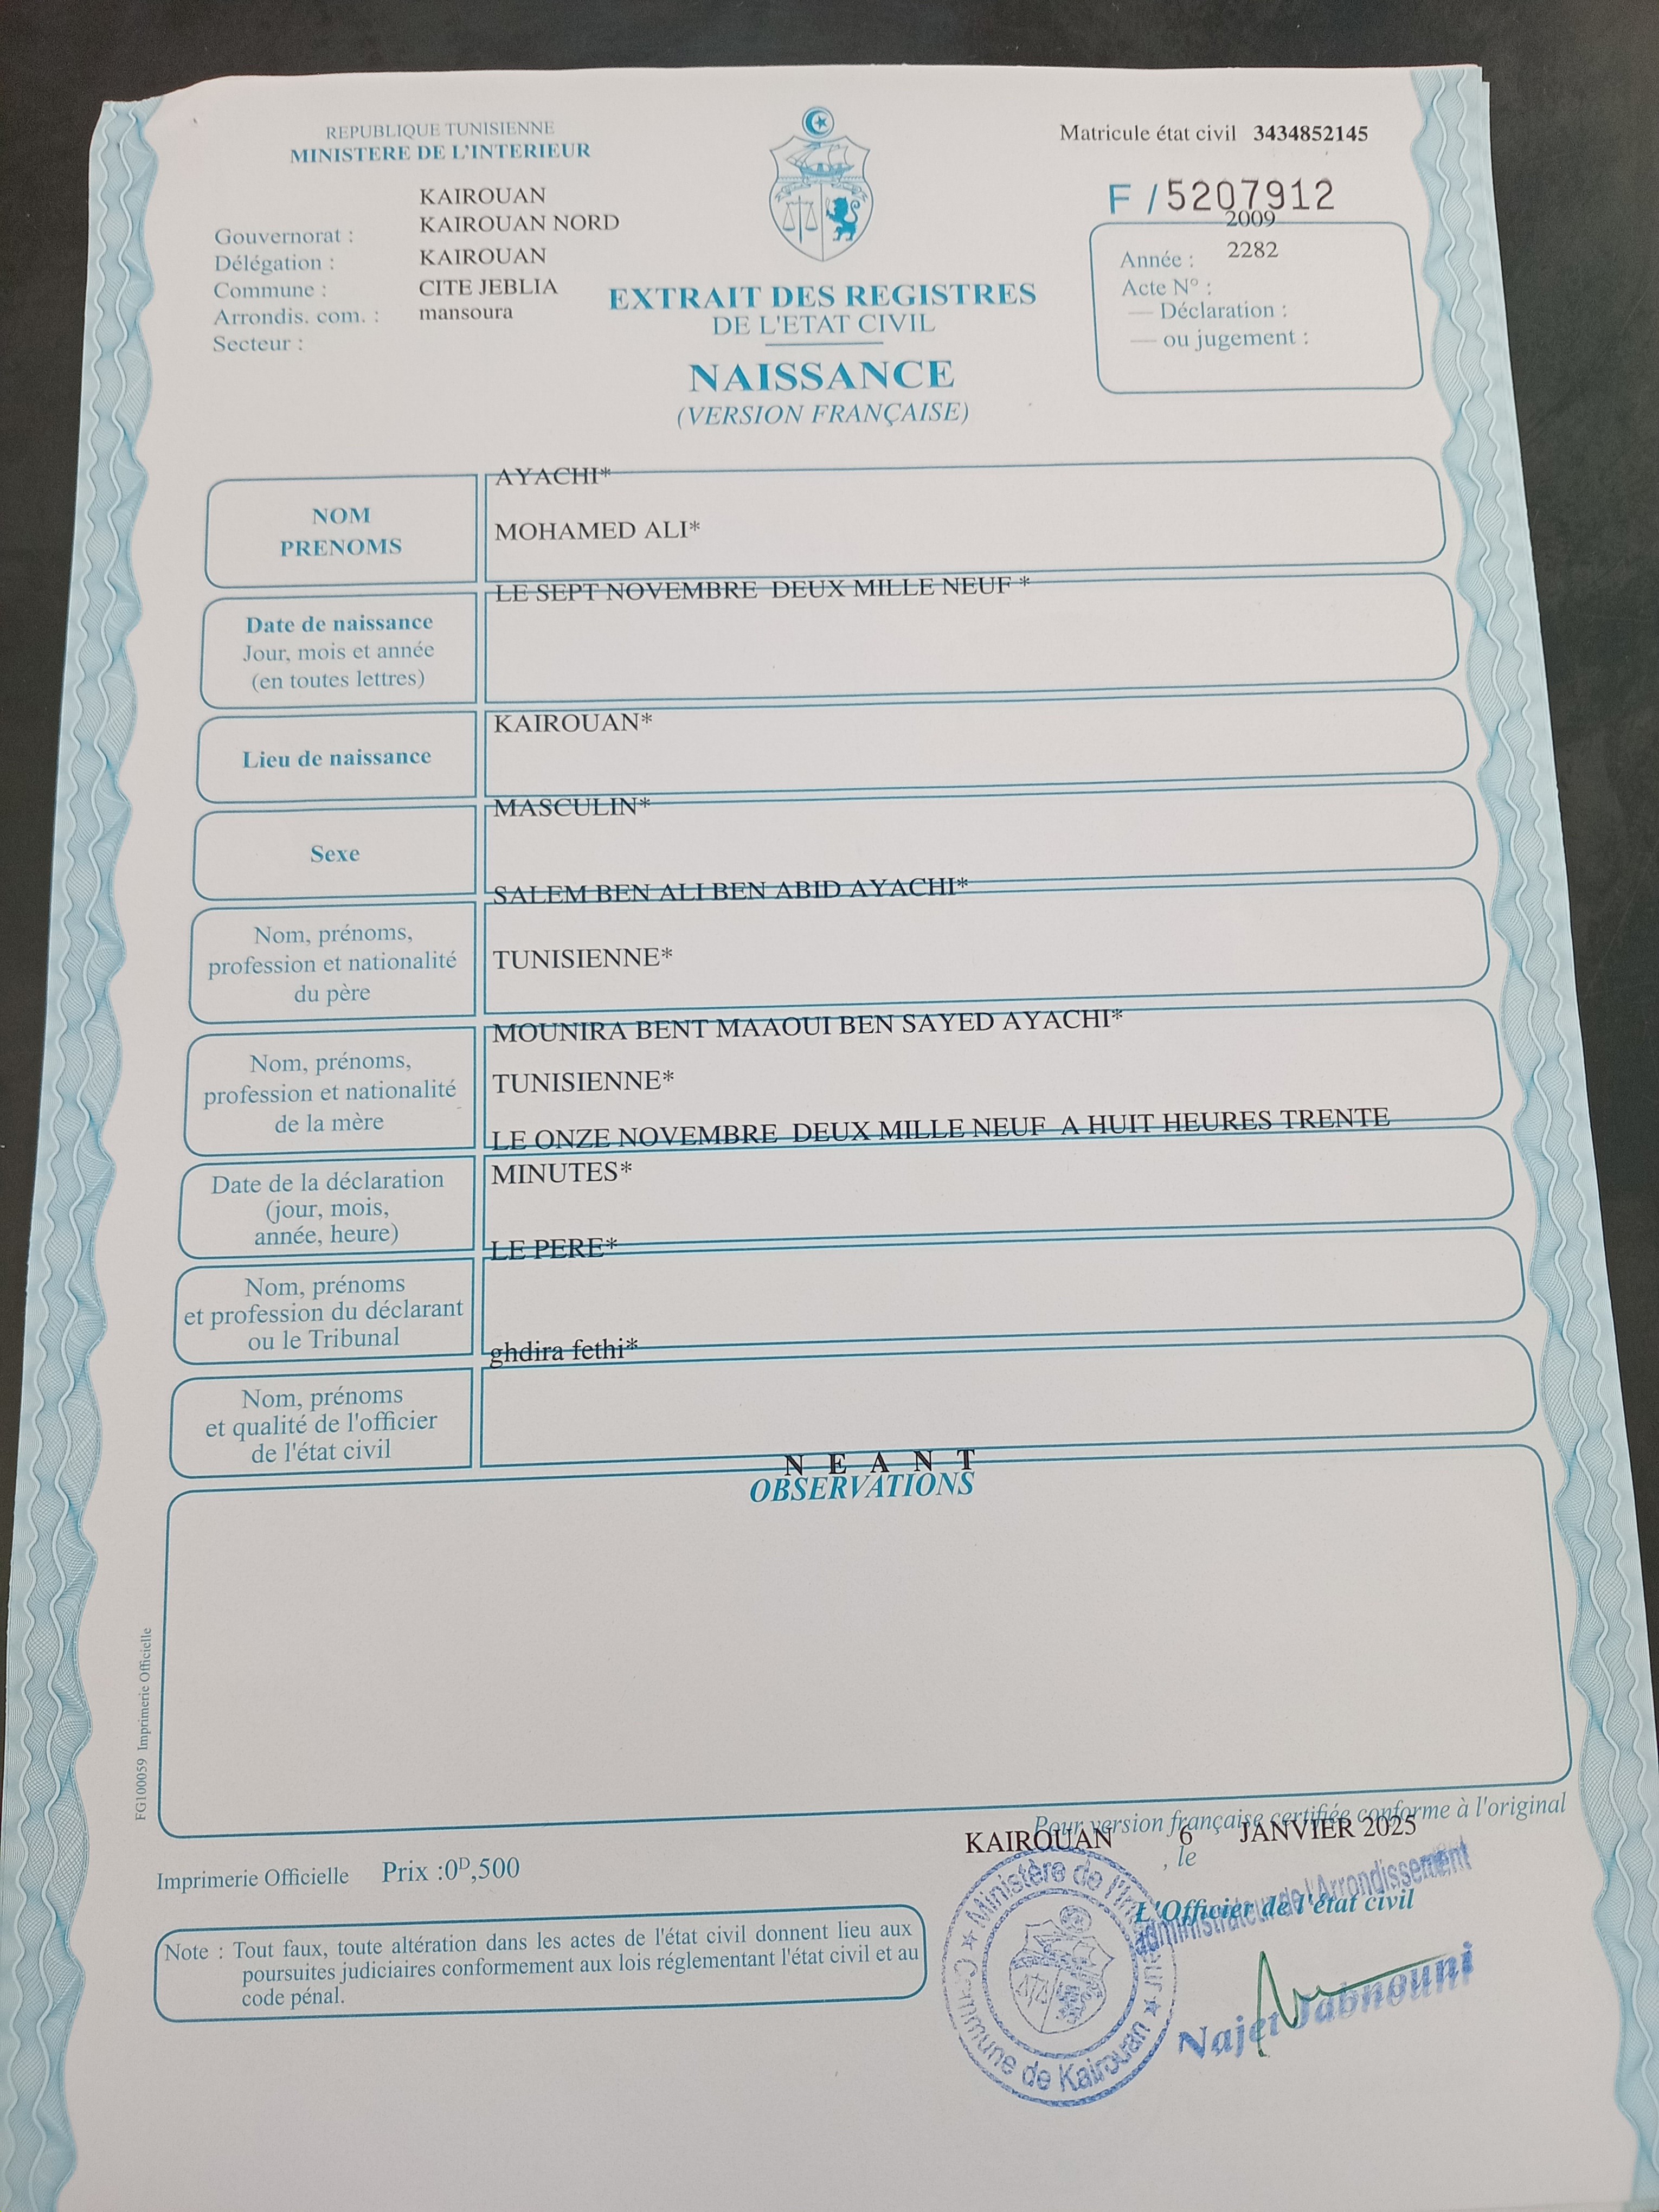 REPUBLIQUE TUNISIENNE
MINISTERE DE L'INTERIEUR
Matricule état civil 3434852145
F / 5207912
Gouvernorat : KAIROUAN
Délégation : KAIROUAN NORD
Commune : KAIROUAN
Arrondis. com. : CITE JEBLIA
Secteur : mansoura
Année : 2009
Acte N° : 2282
— Déclaration :
— ou jugement :
EXTRAIT DES REGISTRES
DE L'ETAT CIVIL
NAISSANCE
(VERSION FRANÇAISE)
NOM
PRENOMS
AYACHI*
MOHAMED ALI*
Date de naissance
Jour, mois et année
(en toutes lettres)
LE SEPT NOVEMBRE DEUX MILLE NEUF *
Lieu de naissance
KAIROUAN*
Sexe
MASCULIN*
Nom, prénoms,
profession et nationalité
du père
SALEM BEN ALI BEN ABID AYACHI*
TUNISIENNE*
Nom, prénoms,
profession et nationalité
de la mère
MOUNIRA BENT MAAOUI BEN SAYED AYACHI*
TUNISIENNE*
Date de la déclaration
(jour, mois,
année, heure)
LE ONZE NOVEMBRE DEUX MILLE NEUF A HUIT HEURES TRENTE
MINUTES*
Nom, prénoms
et profession du déclarant
ou le Tribunal
LE PERE*
Nom, prénoms
et qualité de l'officier
de l'état civil
ghdira fethi*
N E A N T
OBSERVATIONS
FG100059 Imprimerie Officielle
Pour version française certifiée conforme à l'original
KAIROUAN , le 6 JANVIER 2025
Imprimerie Officielle Prix :0D,500
L'Officier de l'état civil
administrateur de l'Arrondissement
Najet Jabnouni
Ministère de l'Intérieur
Commune de Kairouan
Note : Tout faux, toute altération dans les actes de l'état civil donnent lieu aux
poursuites judiciaires conformement aux lois réglementant l'état civil et au
code pénal.